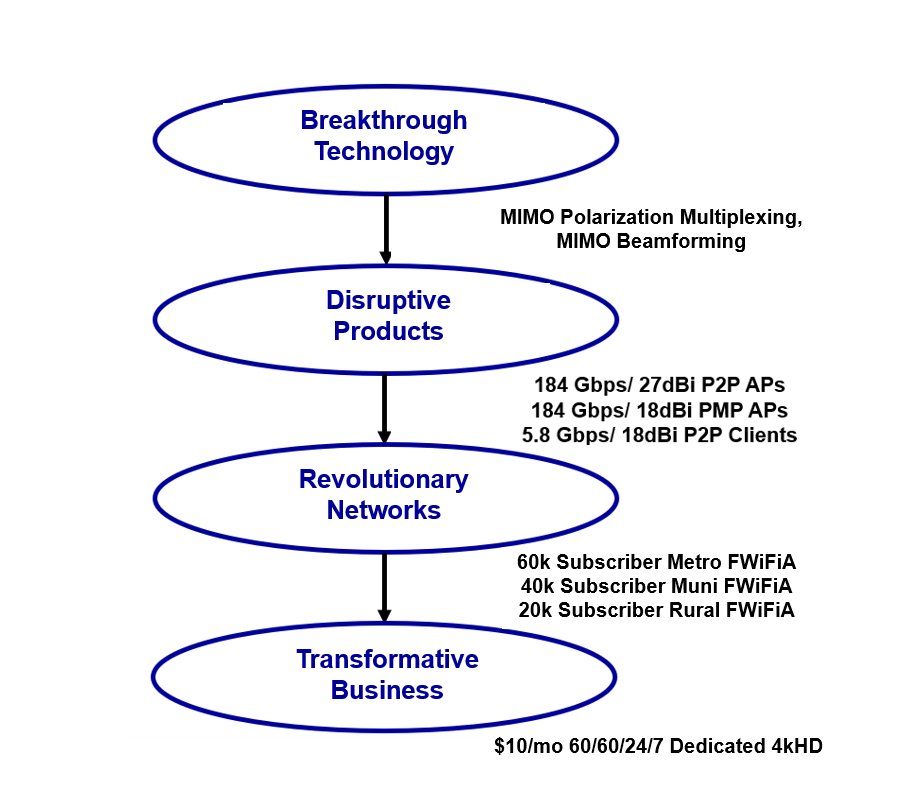 Breakthrough
Technology
MIMO Polarization Multiplexing,
MIMO Beamforming
Disruptive
Products
184 Gbps/ 27dBi P2P APs
184 Gbps/ 18dBi PMP APs
5.8 Gbps/ 18dBi P2P Clients
Revolutionary
Networks
60k Subscriber Metro FWiFiA
40k Subscriber Muni FWiFiA
20k Subscriber Rural FWiFiA
Transformative
Business
$10/mo 60/60/24/7 Dedicated 4kHD